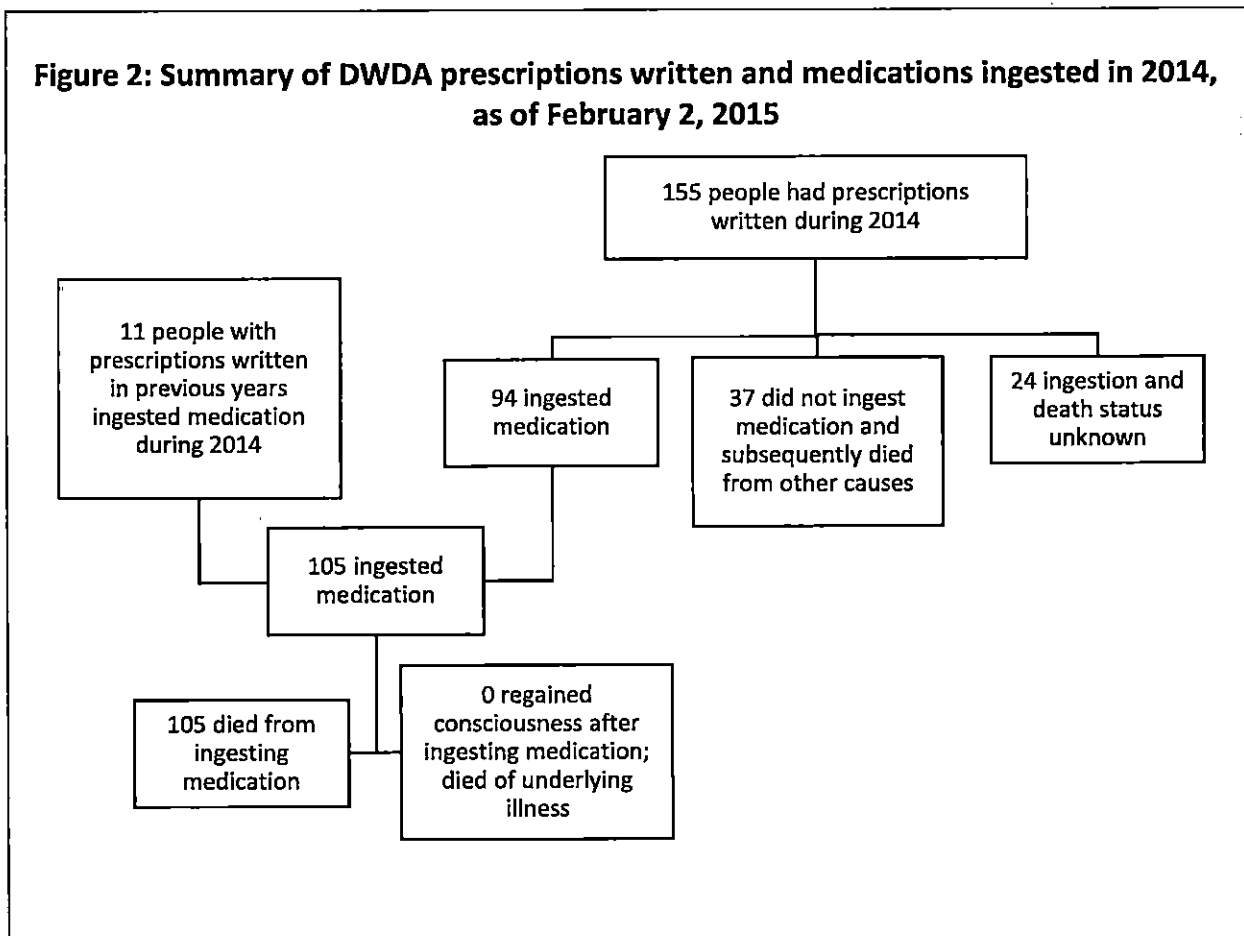 Figure 2: Summary of DWDA prescriptions written and medications ingested in 2014,
as of February 2, 2015
155 people had prescriptions
written during 2014
11 people with
prescriptions written
in previous years
ingested medication
during 2014
94 ingested
medication
37 did not ingest
medication and
subsequently died
from other causes
24 ingestion and
death status
unknown
105 ingested
medication
105 died from
ingesting
medication
0 regained
consciousness after
ingesting medication;
died of underlying
illness